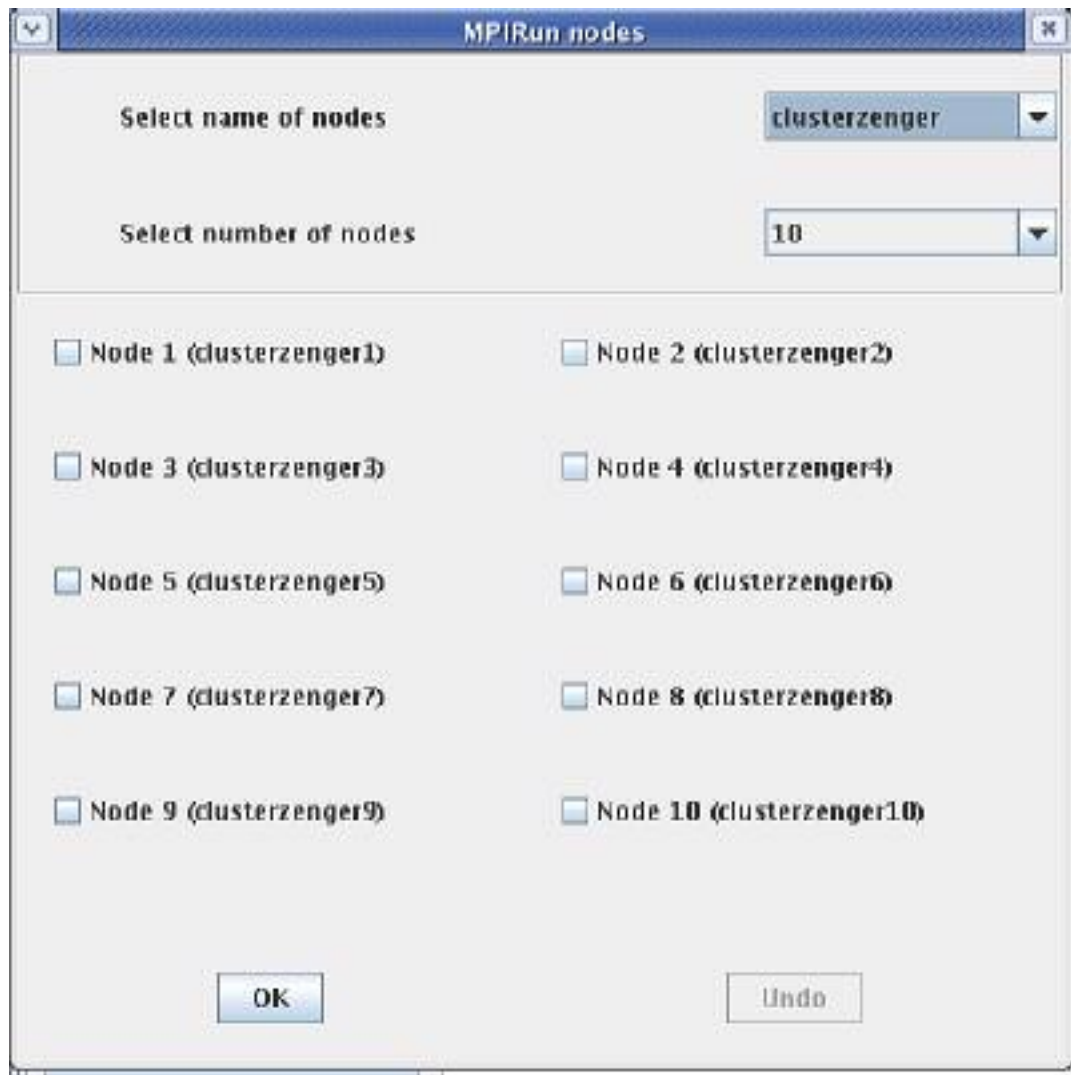 MPIRun nodes
Select name of nodes
clusterzenger
Select number of nodes
10
Node 1 (clusterzenger1)
Node 2 (clusterzenger2)
Node 3 (clusterzenger3)
Node 4 (clusterzenger4)
Node 5 (clusterzenger5)
Node 6 (clusterzenger6)
Node 7 (clusterzenger7)
Node 8 (clusterzenger8)
Node 9 (clusterzenger9)
Node 10 (clusterzenger10)
OK
Undo